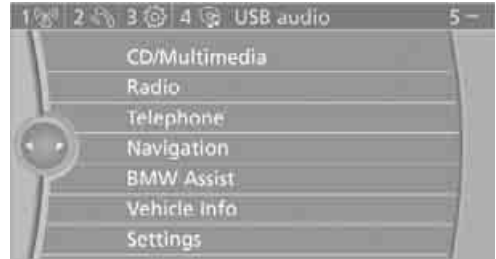 1 2 3 4 USB audio 5 -
CD/Multimedia
Radio
Telephone
Navigation
BMW Assist
Vehicle Info
Settings